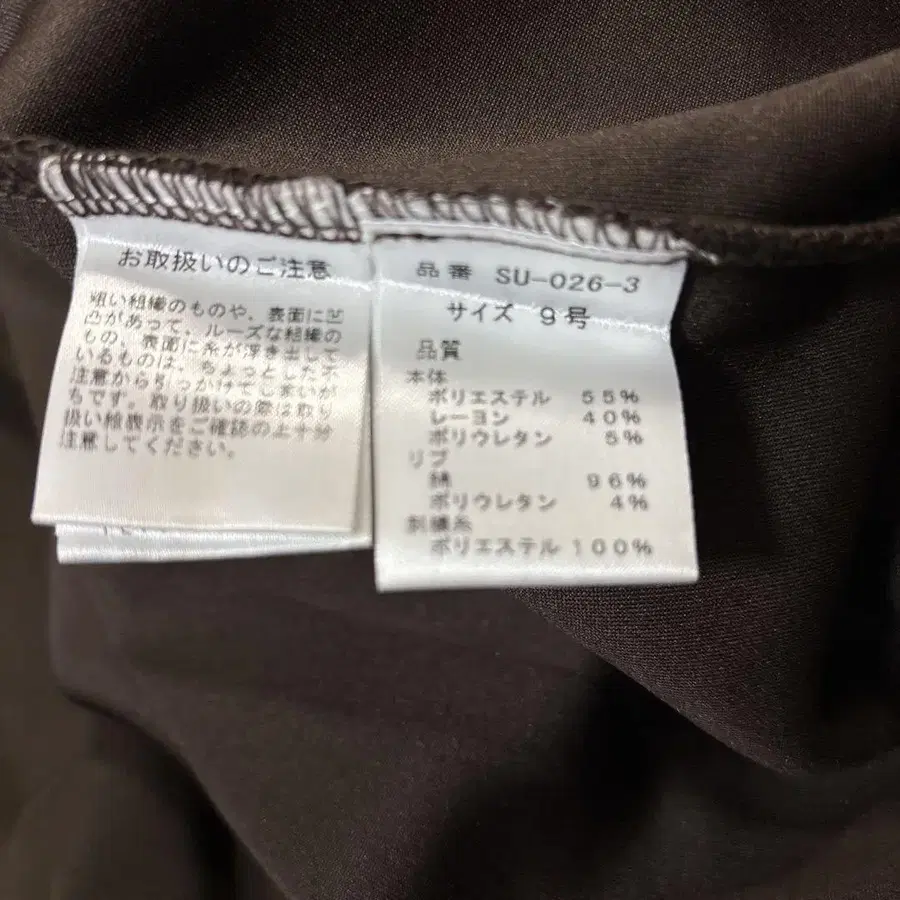 お取扱いのご注意
粗い組織のものや、表面に凹
凸があって、ルーズな組織の
もの、表面に糸が浮き出して
いるものは、ちょっとした不
注意から引っかけてしまいが
ちです。取り扱いの際は取り
扱い絵表示をご確認の上十分
注意してください。
品番 SU-026-3
サイズ 9号
品質
本体
ポリエステル 55%
レーヨン 40%
ポリウレタン 5%
リブ
綿 96%
ポリウレタン 4%
刺繍糸
ポリエステル 100%